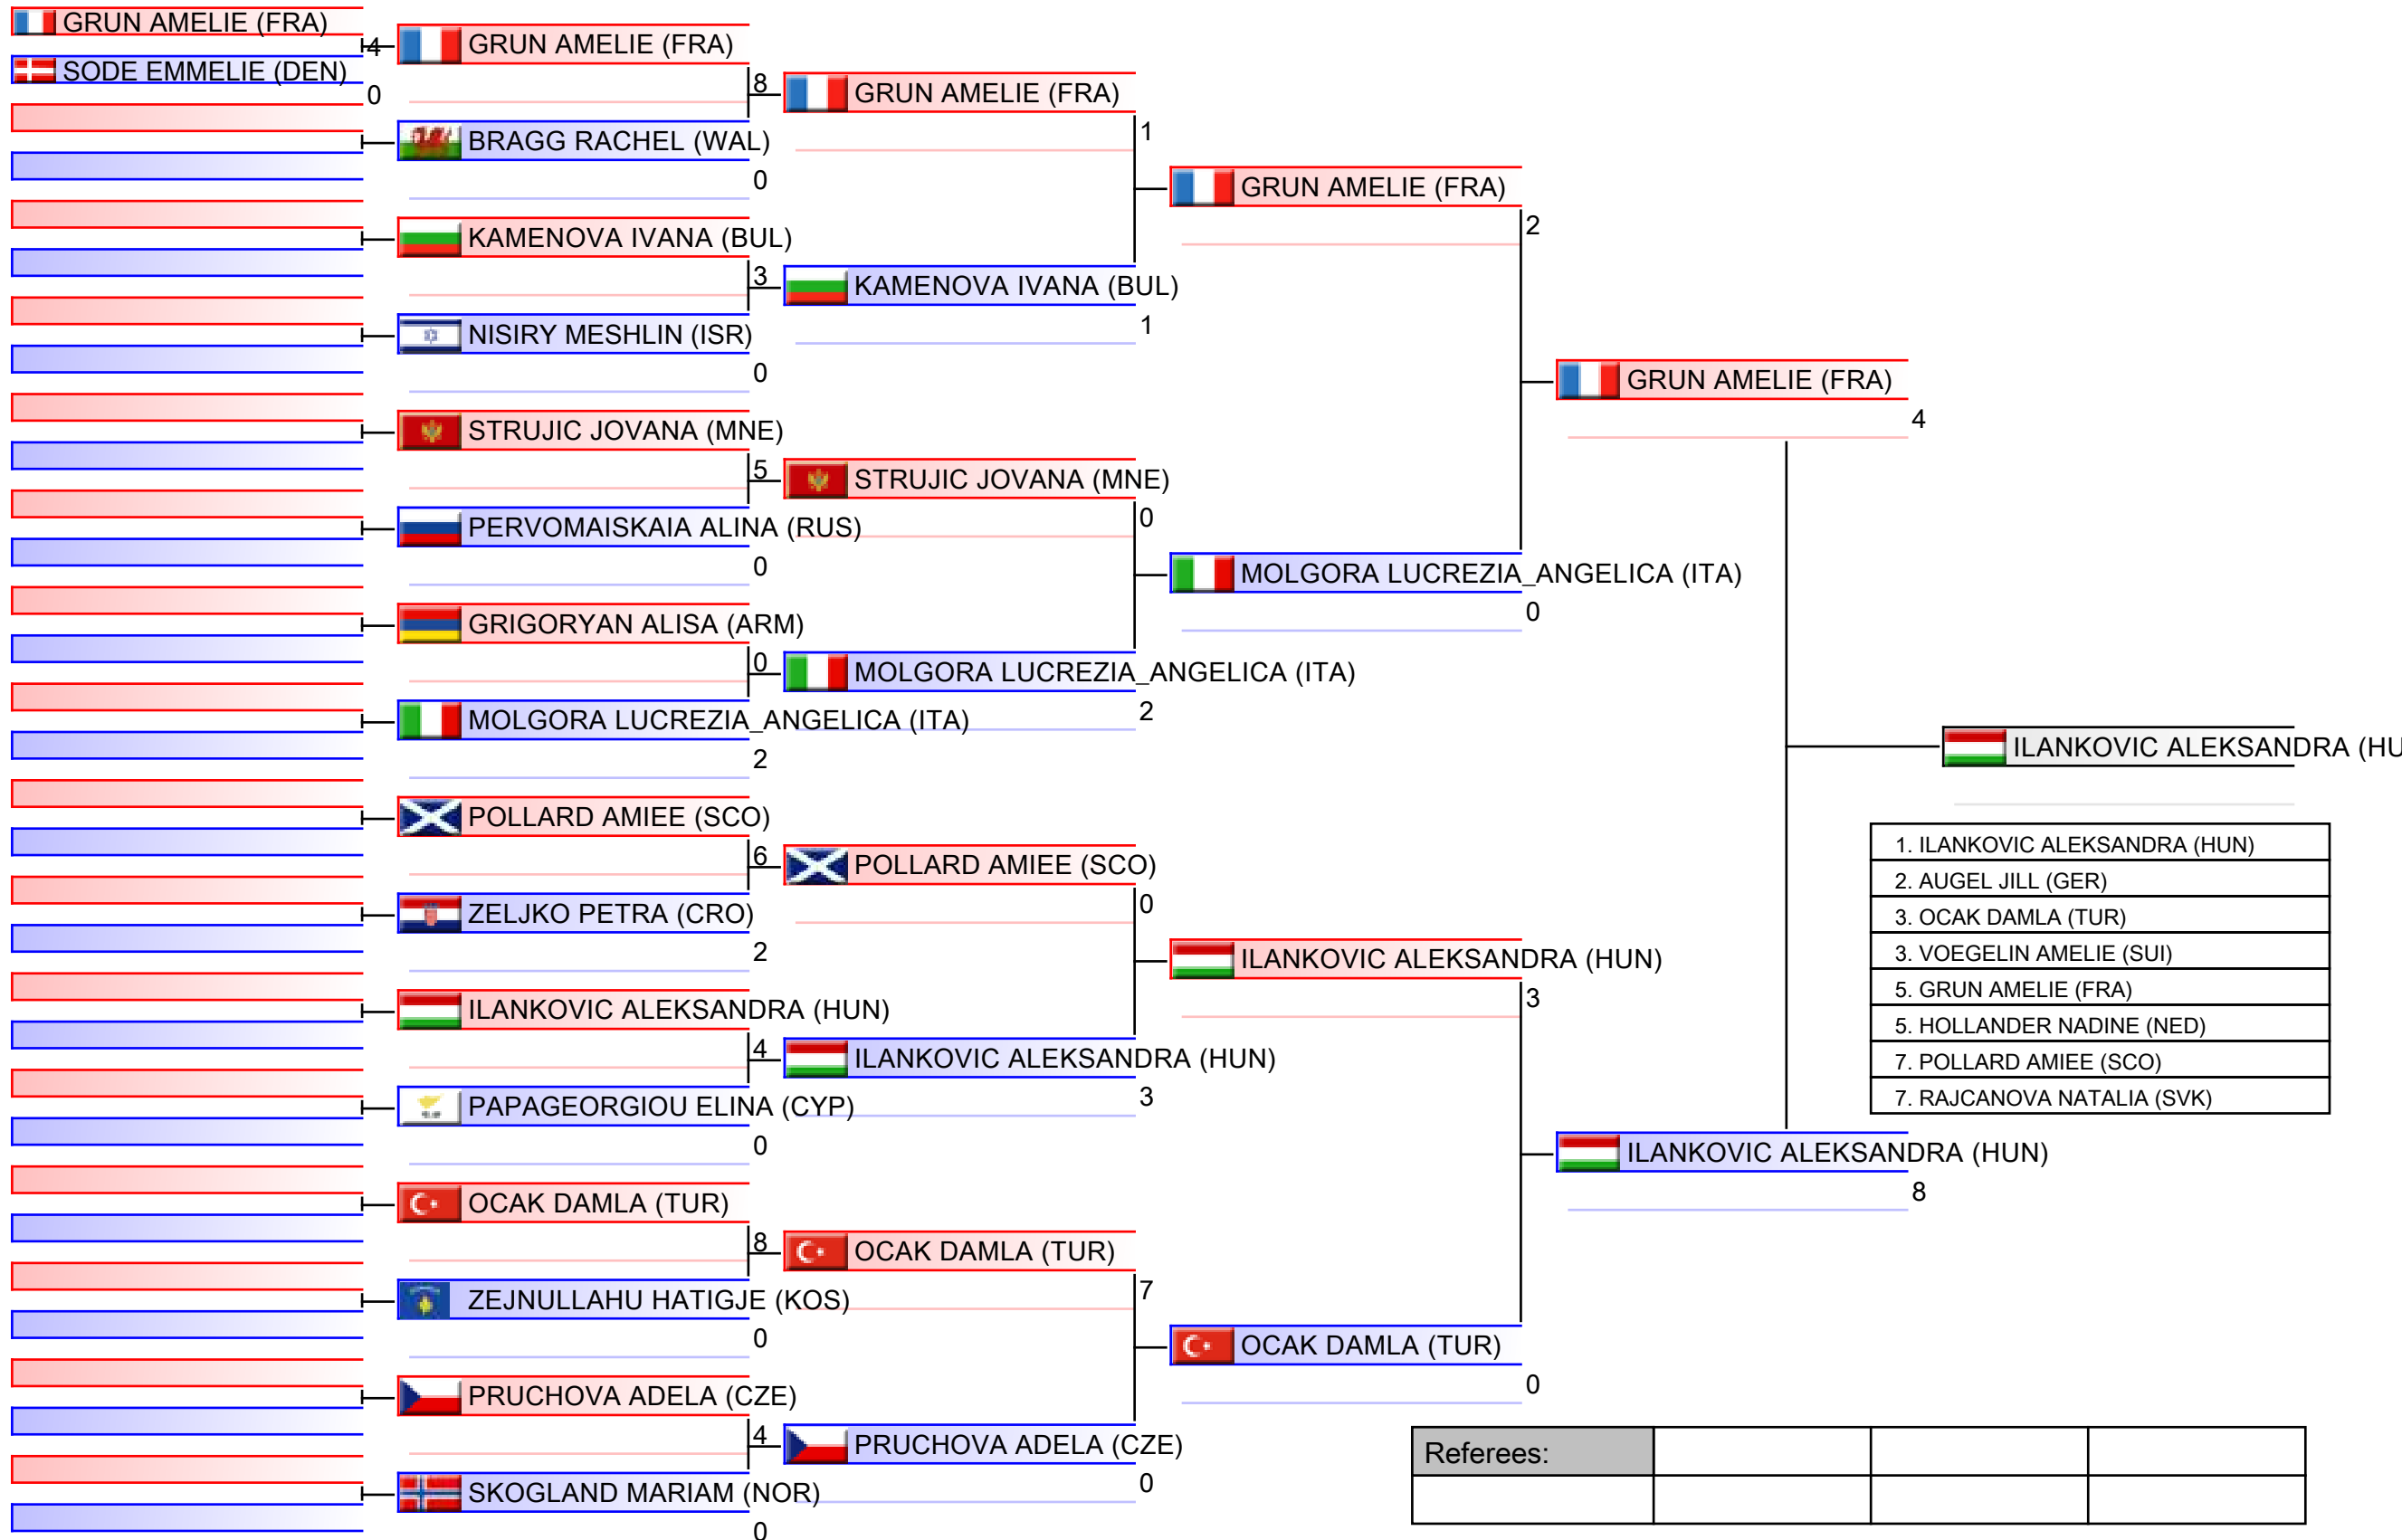 GRUN AMELIE (FRA)
4
SODE EMMELIE (DEN)
0
GRUN AMELIE (FRA)
8
BRAGG RACHEL (WAL)
0
KAMENOVA IVANA (BUL)
3
NISIRY MESHLIN (ISR)
0
STRUJIC JOVANA (MNE)
5
PERVOMAISKAIA ALINA (RUS)
0
GRIGORYAN ALISA (ARM)
0
MOLGORA LUCREZIA_ANGELICA (ITA)
2
POLLARD AMIEE (SCO)
6
ZELJKO PETRA (CRO)
2
ILANKOVIC ALEKSANDRA (HUN)
4
PAPAGEORGIOU ELINA (CYP)
0
OCAK DAMLA (TUR)
8
ZEJNULLAHU HATIGJE (KOS)
0
PRUCHOVA ADELA (CZE)
4
SKOGLAND MARIAM (NOR)
0
GRUN AMELIE (FRA)
1
KAMENOVA IVANA (BUL)
1
STRUJIC JOVANA (MNE)
0
MOLGORA LUCREZIA_ANGELICA (ITA)
2
POLLARD AMIEE (SCO)
0
ILANKOVIC ALEKSANDRA (HUN)
3
OCAK DAMLA (TUR)
7
PRUCHOVA ADELA (CZE)
0
GRUN AMELIE (FRA)
2
MOLGORA LUCREZIA_ANGELICA (ITA)
0
ILANKOVIC ALEKSANDRA (HUN)
3
OCAK DAMLA (TUR)
0
GRUN AMELIE (FRA)
4
ILANKOVIC ALEKSANDRA (HUN)
8
ILANKOVIC ALEKSANDRA (HU
1. ILANKOVIC ALEKSANDRA (HUN)
2. AUGEL JILL (GER)
3. OCAK DAMLA (TUR)
3. VOEGELIN AMELIE (SUI)
5. GRUN AMELIE (FRA)
5. HOLLANDER NADINE (NED)
7. POLLARD AMIEE (SCO)
7. RAJCANOVA NATALIA (SVK)
Referees: